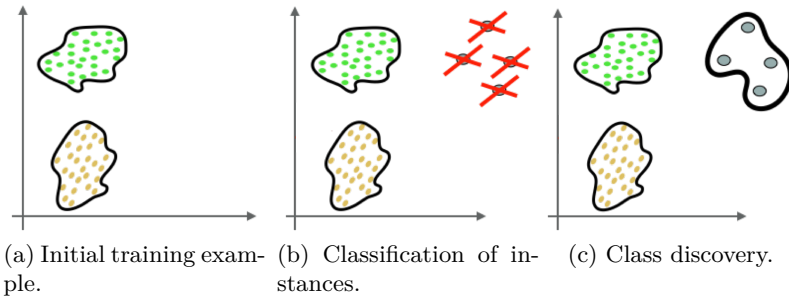 (a) Initial training exam-
ple.
(b) Classification of in-
stances.
(c) Class discovery.